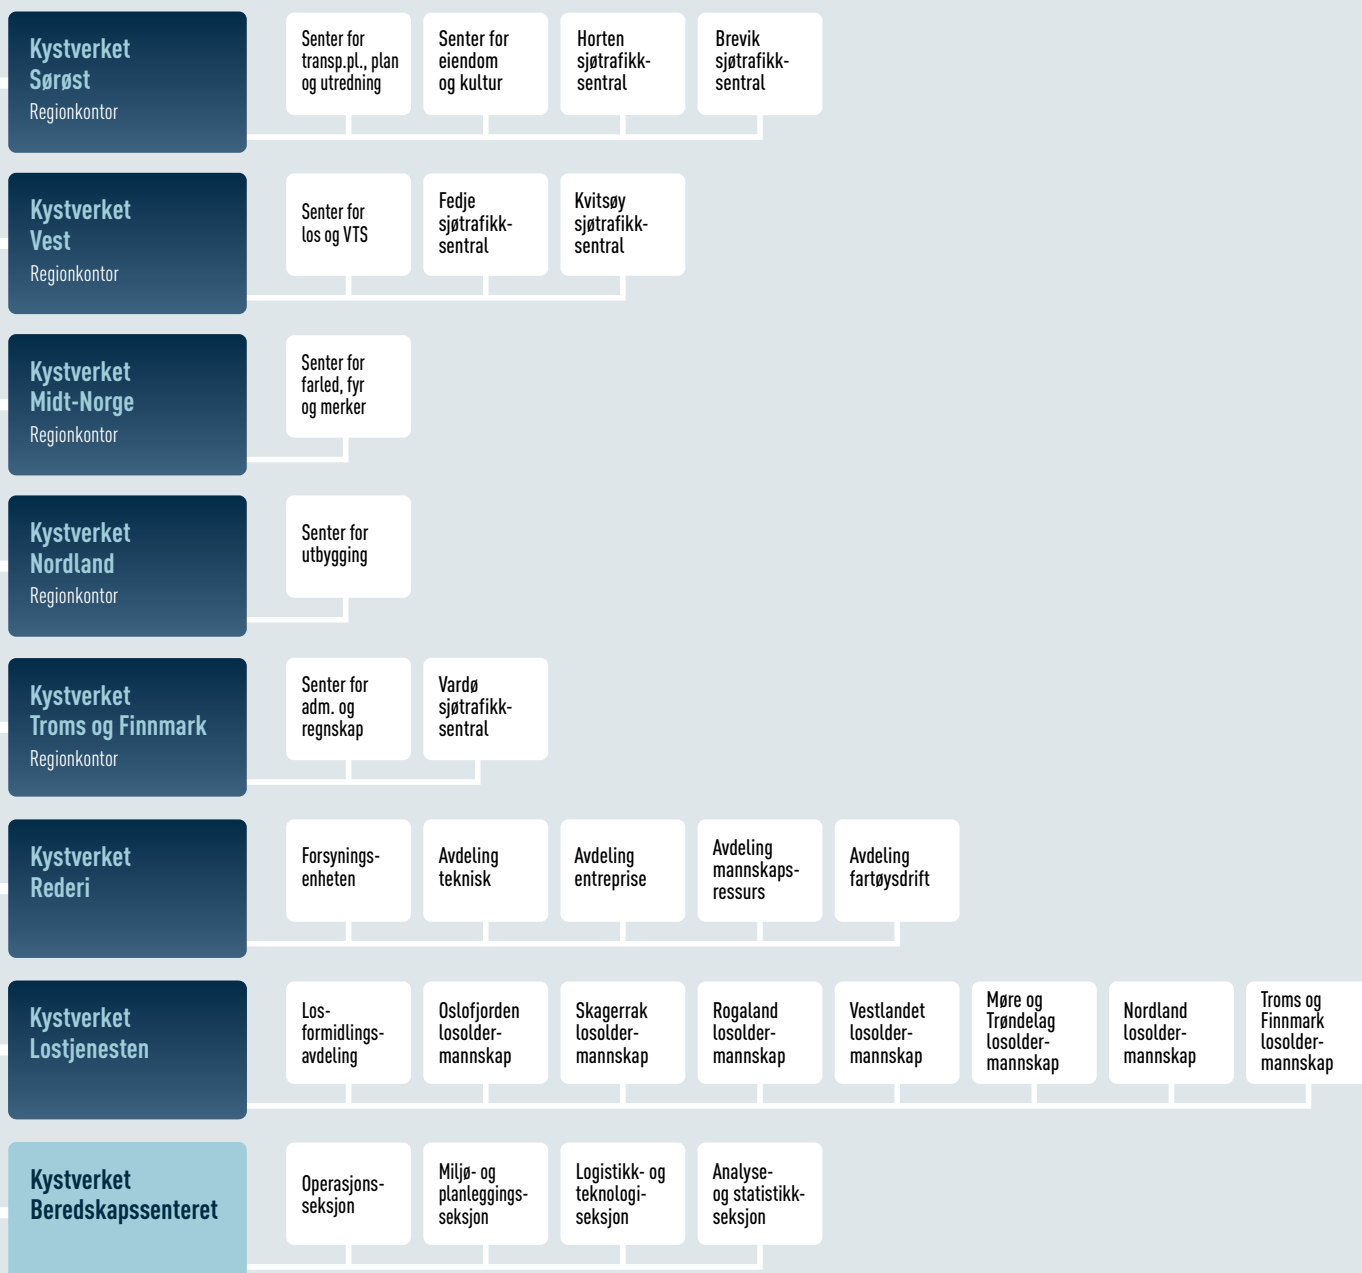 Kystverket
Sørøst
Regionkontor
Senter for
transp.pl., plan
og utredning
Senter for
eiendom
og kultur
Horten
sjøtrafikk-
sentral
Brevik
sjøtrafikk-
sentral
Kystverket
Vest
Regionkontor
Senter for
los og VTS
Fedje
sjøtrafikk-
sentral
Kvitsøy
sjøtrafikk-
sentral
Kystverket
Midt-Norge
Regionkontor
Senter for
farled, fyr
og merker
Kystverket
Nordland
Regionkontor
Senter for
utbygging
Kystverket
Troms og Finnmark
Regionkontor
Senter for
adm. og
regnskap
Vardø
sjøtrafikk-
sentral
Kystverket
Rederi
Forsynings-
enheten
Avdeling
teknisk
Avdeling
entreprise
Avdeling
mannskaps-
ressurs
Avdeling
fartøysdrift
Kystverket
Lostjenesten
Los-
formidlings-
avdeling
Oslofjorden
losolder-
mannskap
Skagerrak
losolder-
mannskap
Rogaland
losolder-
mannskap
Vestlandet
losolder-
mannskap
Møre og
Trøndelag
losolder-
mannskap
Nordland
losolder-
mannskap
Troms og
Finnmark
losolder-
mannskap
Kystverket
Beredskapssenteret
Operasjons-
seksjon
Miljø- og
planleggings-
seksjon
Logistikk- og
teknologi-
seksjon
Analyse-
og statistikk-
seksjon